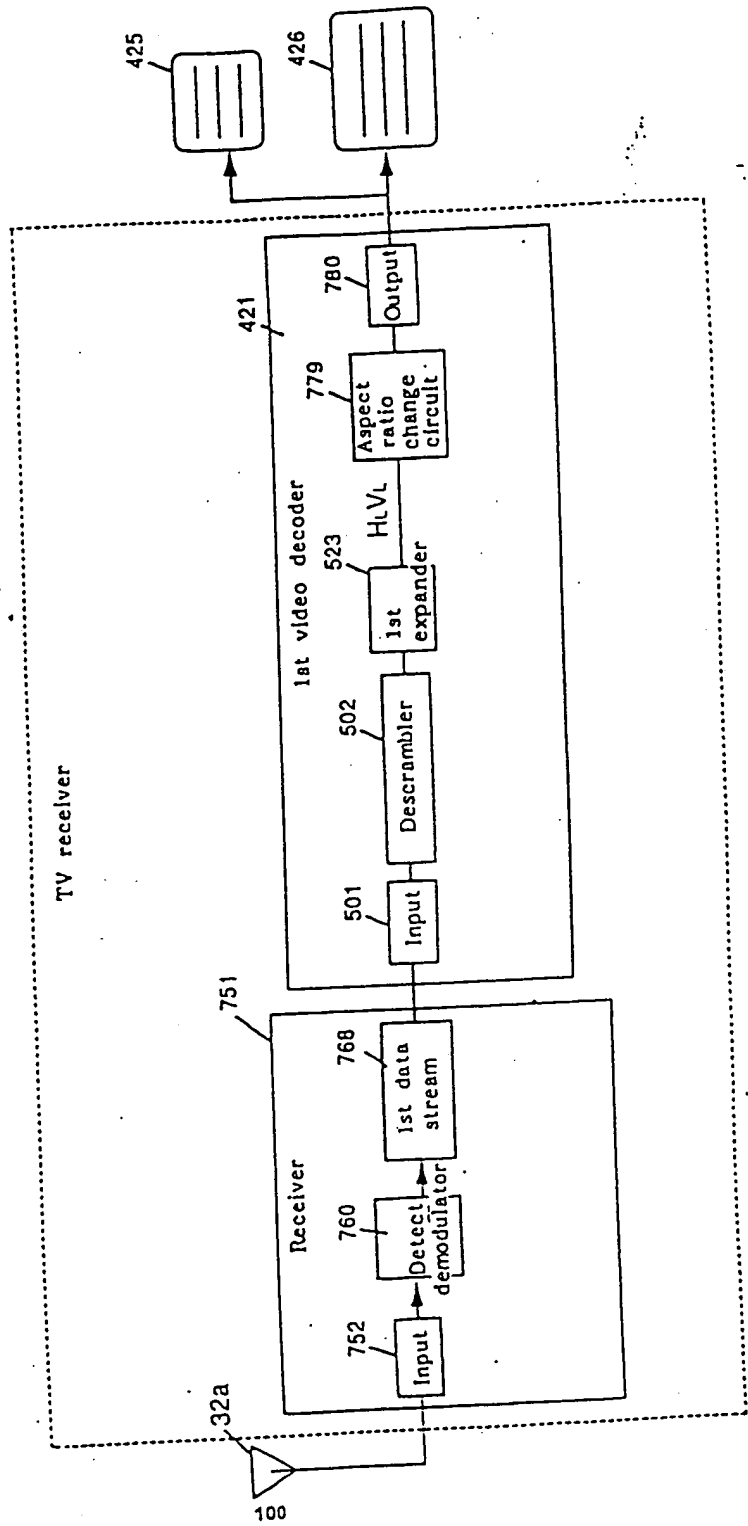 TV receiver
32a
100
Receiver
751
752
Input
760
Detect
demodulator
768
1st data
stream
1st video decoder
421
501
Input
502
Descrambler
523
1st
expander
HLVL
779
Aspect
ratio
change
circuit
780
Output
425
426